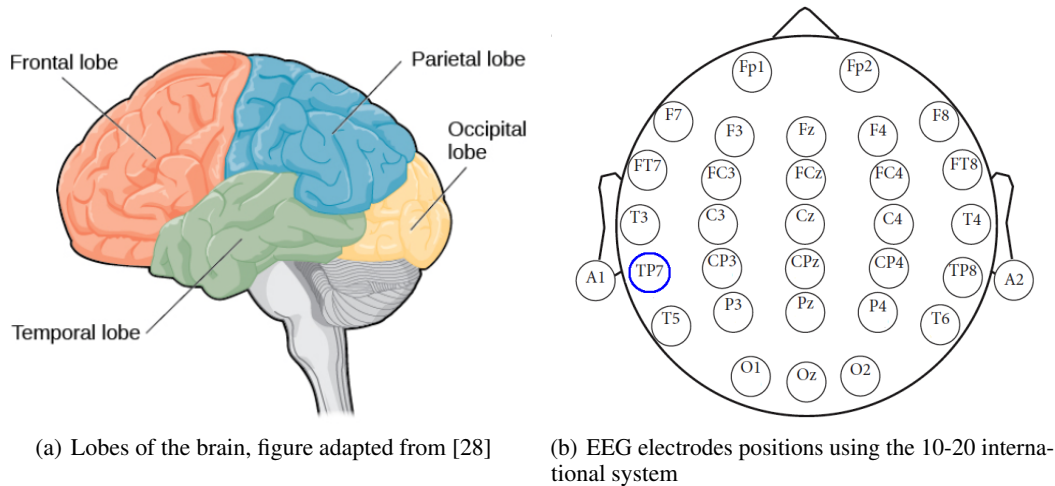 Frontal lobe
Parietal lobe
Occipital
lobe
Temporal lobe
(a) Lobes of the brain, figure adapted from [28]
Fp1 Fp2
F7 F3 Fz F4 F8
FT7 FC3 FCz FC4 FT8
T3 C3 Cz C4 T4
A1 TP7 CP3 CPz CP4 TP8 A2
T5 P3 Pz P4 T6
O1 Oz O2
(b) EEG electrodes positions using the 10-20 interna-
tional system